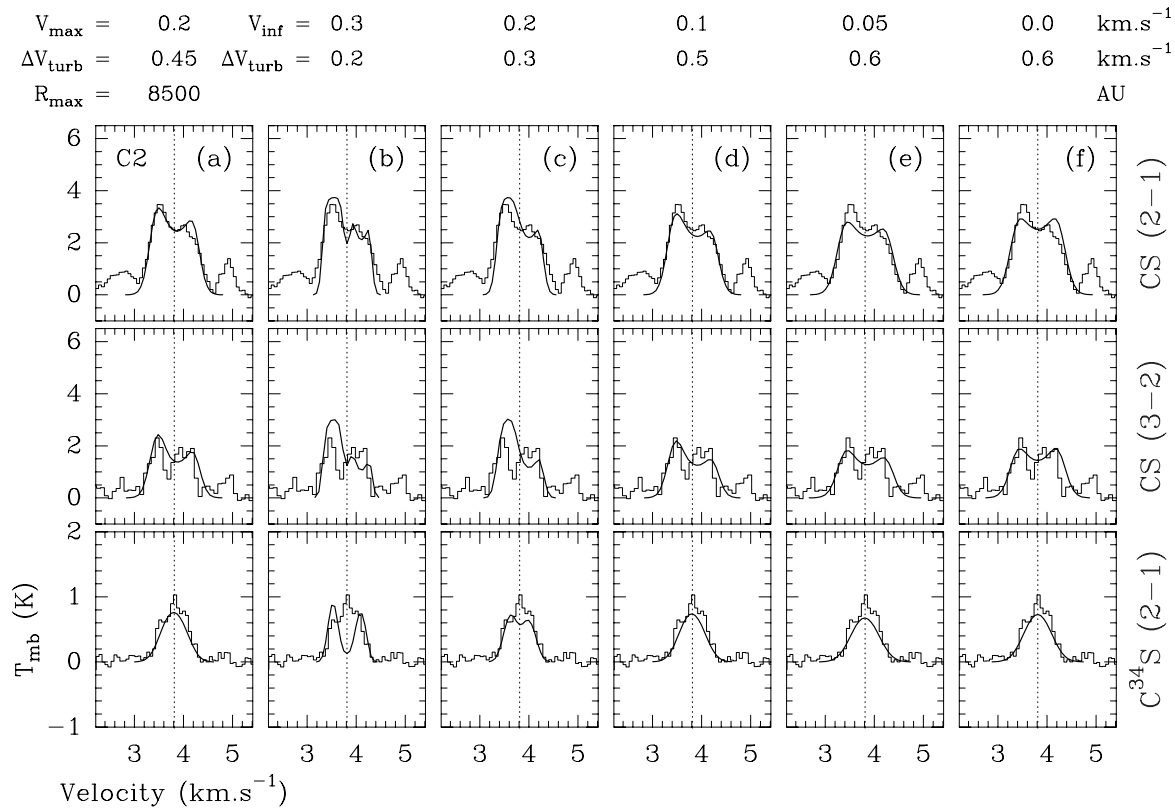 V_max = 0.2 V_inf = 0.3 0.2 0.1 0.05 0.0 km.s^−1
ΔV_turb = 0.45 ΔV_turb = 0.2 0.3 0.5 0.6 0.6 km.s^−1
R_max = 8500 AU
C2 (a) (b) (c) (d) (e) (f)
6
4
2
0
CS (2−1)
6
4
2
0
CS (3−2)
2
1
0
−1
T_mb (K)
C^34S (2−1)
3 4 5 3 4 5 3 4 5 3 4 5 3 4 5 3 4 5
Velocity (km.s^−1)